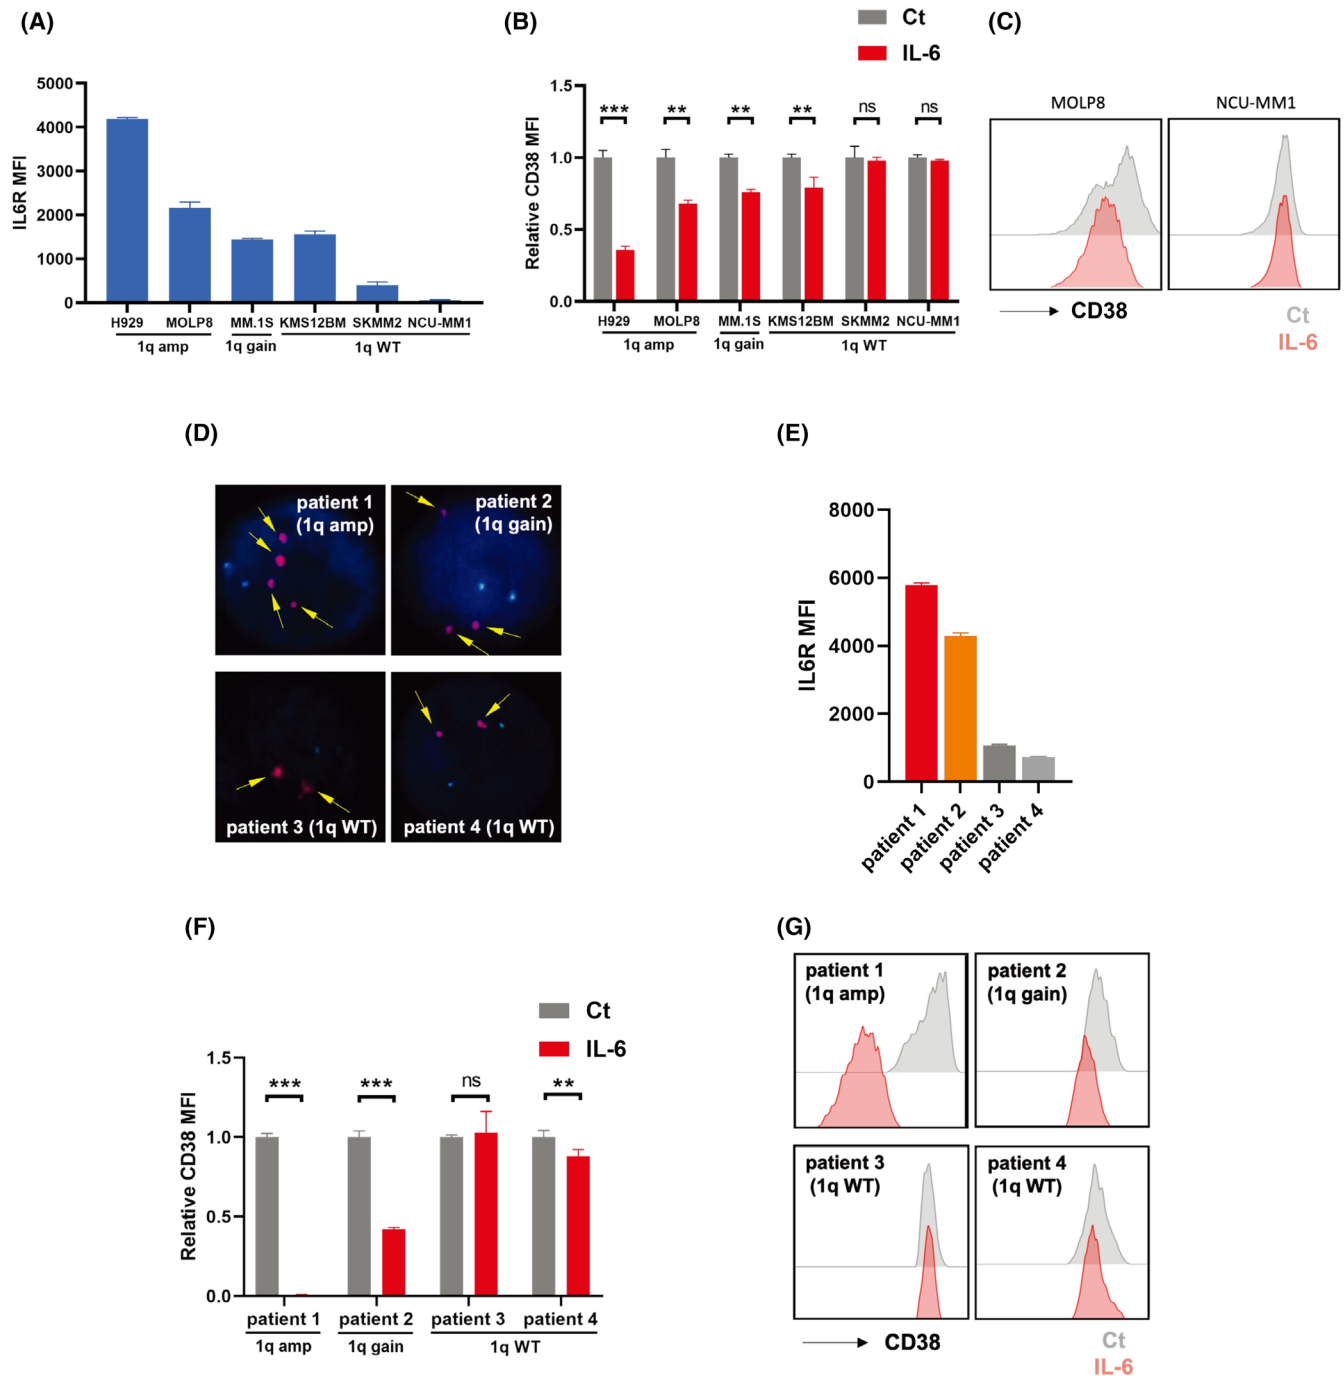 (A)
5000
4000
3000
2000
1000
0
IL6R MFI
H929 MOLP8 MM.1S KMS12BM SKMM2 NCU-MM1
1q amp 1q gain 1q WT
(B)
Ct
IL-6
1.5
1.0
0.5
0.0
Relative CD38 MFI
*** ** ** ** ns ns
H929 MOLP8 MM.1S KMS12BM SKMM2 NCU-MM1
1q amp 1q gain 1q WT
(C)
MOLP8 NCU-MM1
CD38
Ct
IL-6
(D)
patient 1
(1q amp)
patient 2
(1q gain)
patient 3 (1q WT)
patient 4 (1q WT)
(E)
8000
6000
4000
2000
0
IL6R MFI
patient 1
patient 2
patient 3
patient 4
(F)
Ct
IL-6
1.5
1.0
0.5
0.0
Relative CD38 MFI
*** *** ns **
patient 1 patient 2 patient 3 patient 4
1q amp 1q gain 1q WT
(G)
patient 1
(1q amp)
patient 2
(1q gain)
patient 3
(1q WT)
patient 4
(1q WT)
CD38
Ct
IL-6